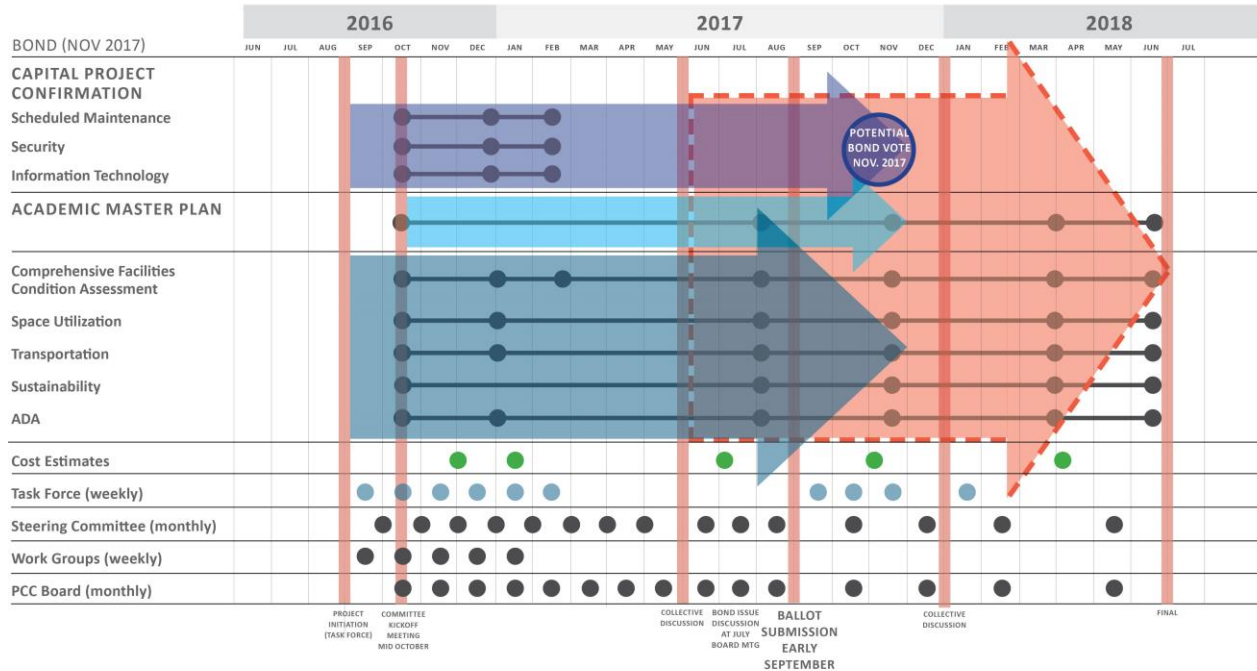 2016 2017 2018
BOND (NOV 2017) JUN JUL AUG SEP OCT NOV DEC JAN FEB MAR APR MAY JUN JUL AUG SEP OCT NOV DEC JAN FEB MAR APR MAY JUN JUL
CAPITAL PROJECT
CONFIRMATION
Scheduled Maintenance
Security
Information Technology
POTENTIAL
BOND VOTE
NOV. 2017
ACADEMIC MASTER PLAN
Comprehensive Facilities
Condition Assessment
Space Utilization
Transportation
Sustainability
ADA
Cost Estimates
Task Force (weekly)
Steering Committee (monthly)
Work Groups (weekly)
PCC Board (monthly)
PROJECT
INITIATION
(TASK FORCE)
COMMITTEE
KICKOFF
MEETING
MID OCTOBER
COLLECTIVE
DISCUSSION
BOND ISSUE
DISCUSSION
AT JULY
BOARD MTG
BALLOT
SUBMISSION
EARLY
SEPTEMBER
COLLECTIVE
DISCUSSION
FINAL